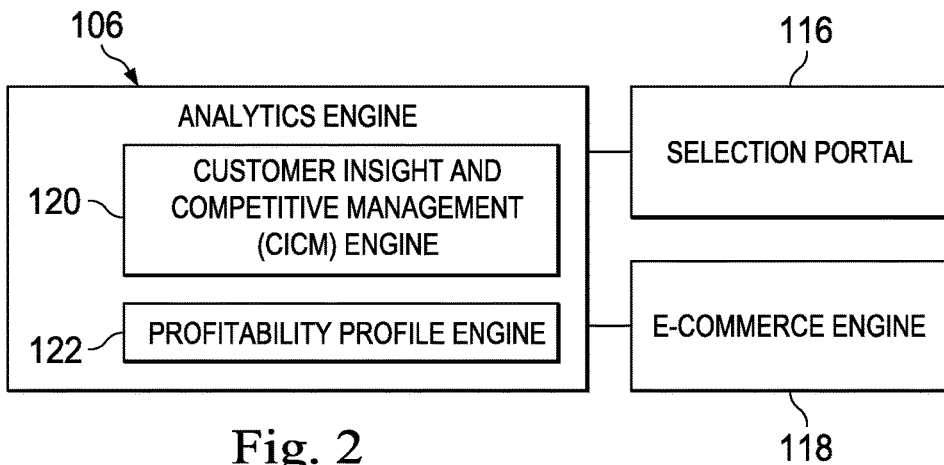 106
116
ANALYTICS ENGINE
CUSTOMER INSIGHT AND
COMPETITIVE MANAGEMENT
(CICM) ENGINE
120
SELECTION PORTAL
PROFITABILITY PROFILE ENGINE
122
E-COMMERCE ENGINE
118
Fig. 2